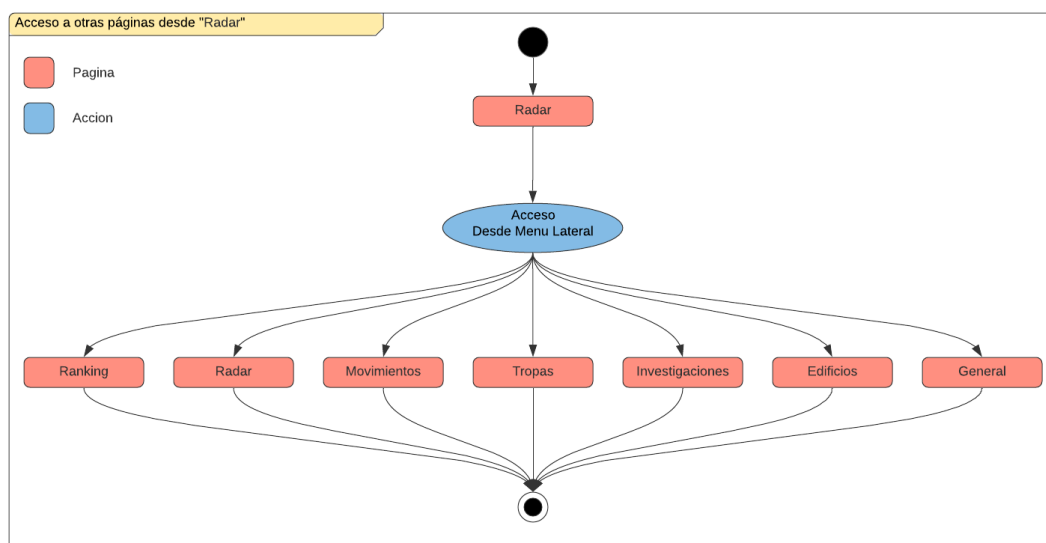 Acceso a otras páginas desde "Radar"
Pagina
Accion
Radar
Acceso
Desde Menu Lateral
Ranking
Radar
Movimientos
Tropas
Investigaciones
Edificios
General